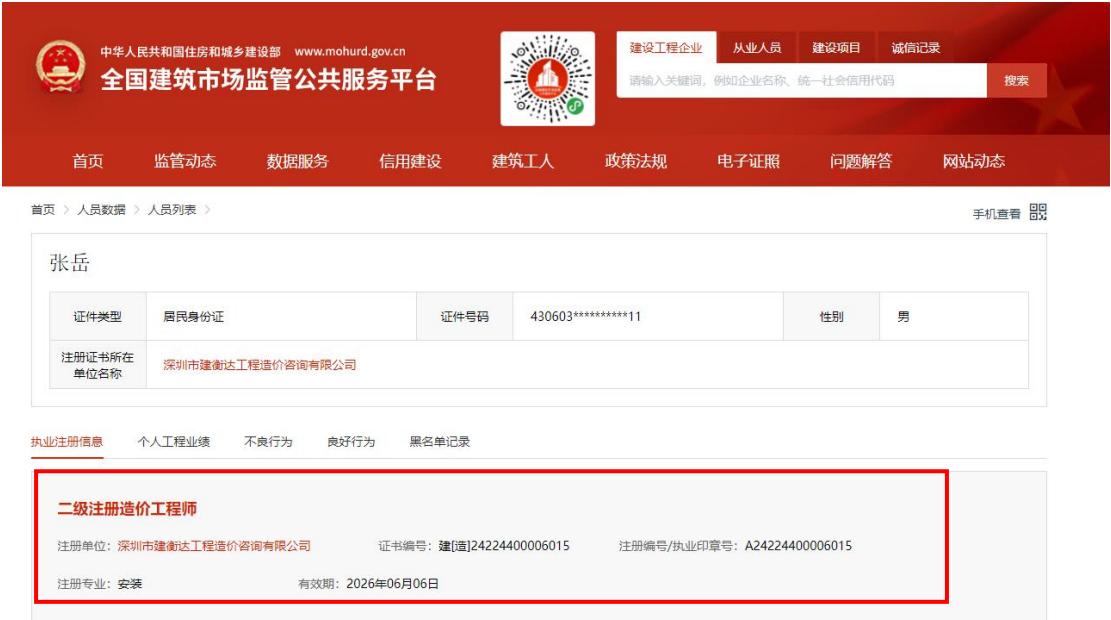 中华人民共和国住房和城乡建设部 www.mohurd.gov.cn
全国建筑市场监管公共服务平台
建设工程企业 从业人员 建设项目 诚信记录
请输入关键词，例如企业名称、统一社会信用代码 搜索
首页 监管动态 数据服务 信用建设 建筑工人 政策法规 电子证照 问题解答 网站动态
首页 > 人员数据 > 人员列表 >
手机查看
张岳
证件类型 居民身份证 证件号码 430603**********11 性别 男
注册证书所在
单位名称
深圳市建衡达工程造价咨询有限公司
执业注册信息 个人工程业绩 不良行为 良好行为 黑名单记录
二级注册造价工程师
注册单位：深圳市建衡达工程造价咨询有限公司 证书编号：建[造]24224400006015 注册编号/执业印章号：A24224400006015
注册专业：安装 有效期：2026年06月06日